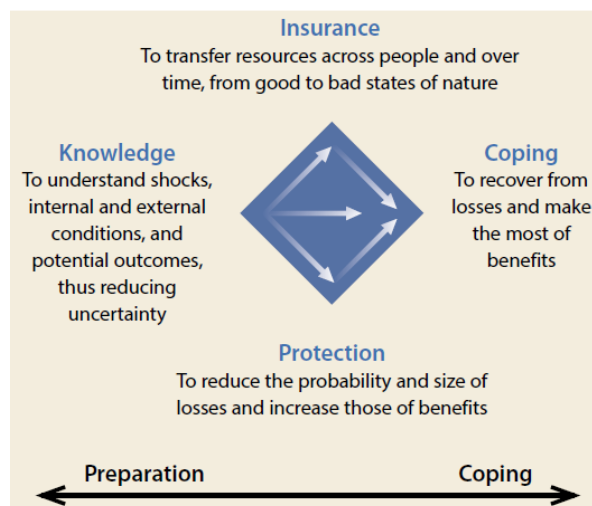 Insurance
To transfer resources across people and over
time, from good to bad states of nature
Knowledge
To understand shocks,
internal and external
conditions, and
potential outcomes,
thus reducing
uncertainty
Coping
To recover from
losses and make
the most of
benefits
Protection
To reduce the probability and size of
losses and increase those of benefits
Preparation
Coping